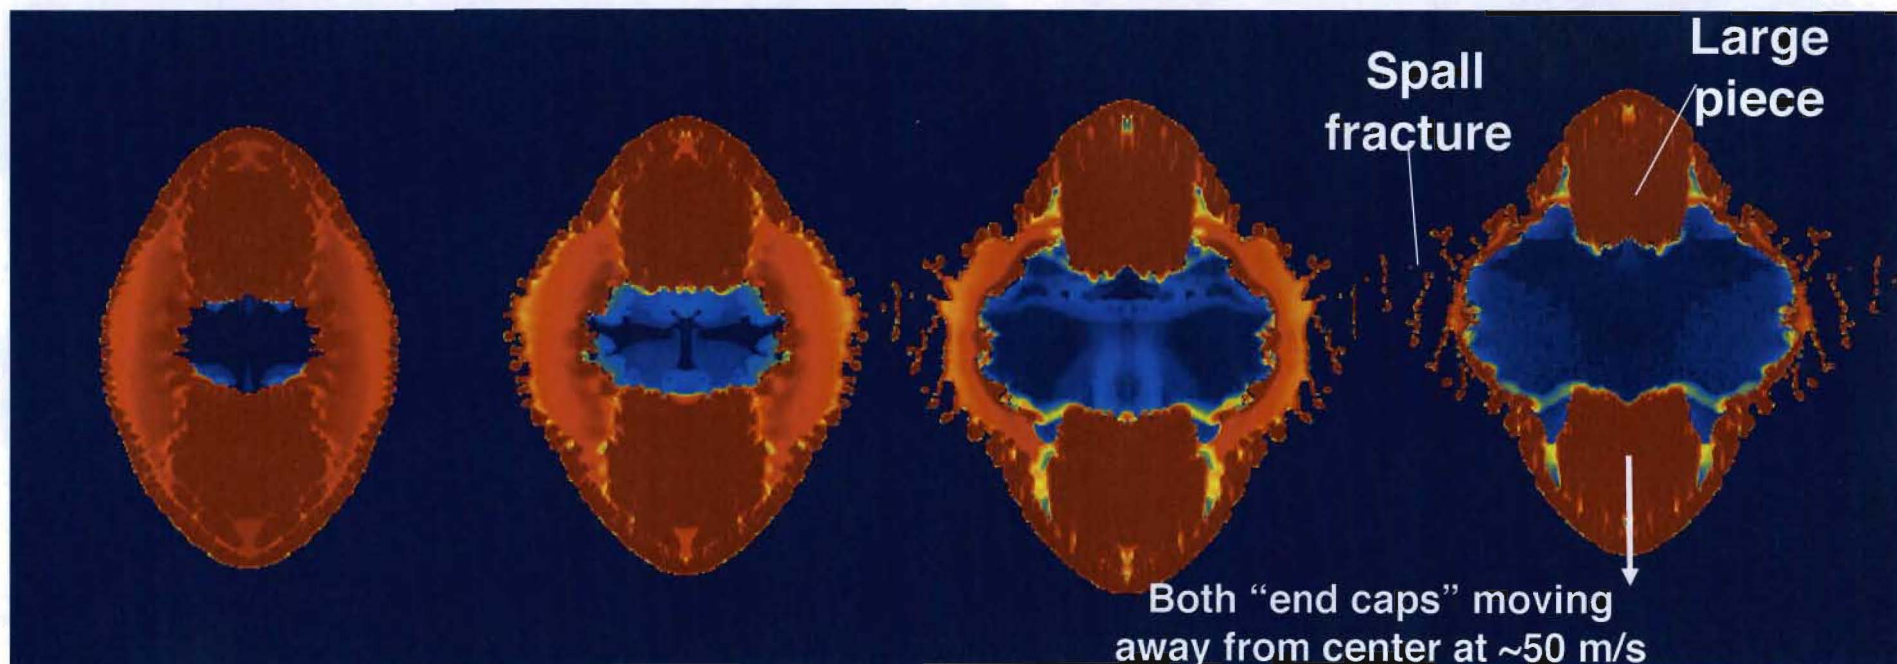 Spall
fracture
Large
piece
Both “end caps” moving
away from center at ~50 m/s